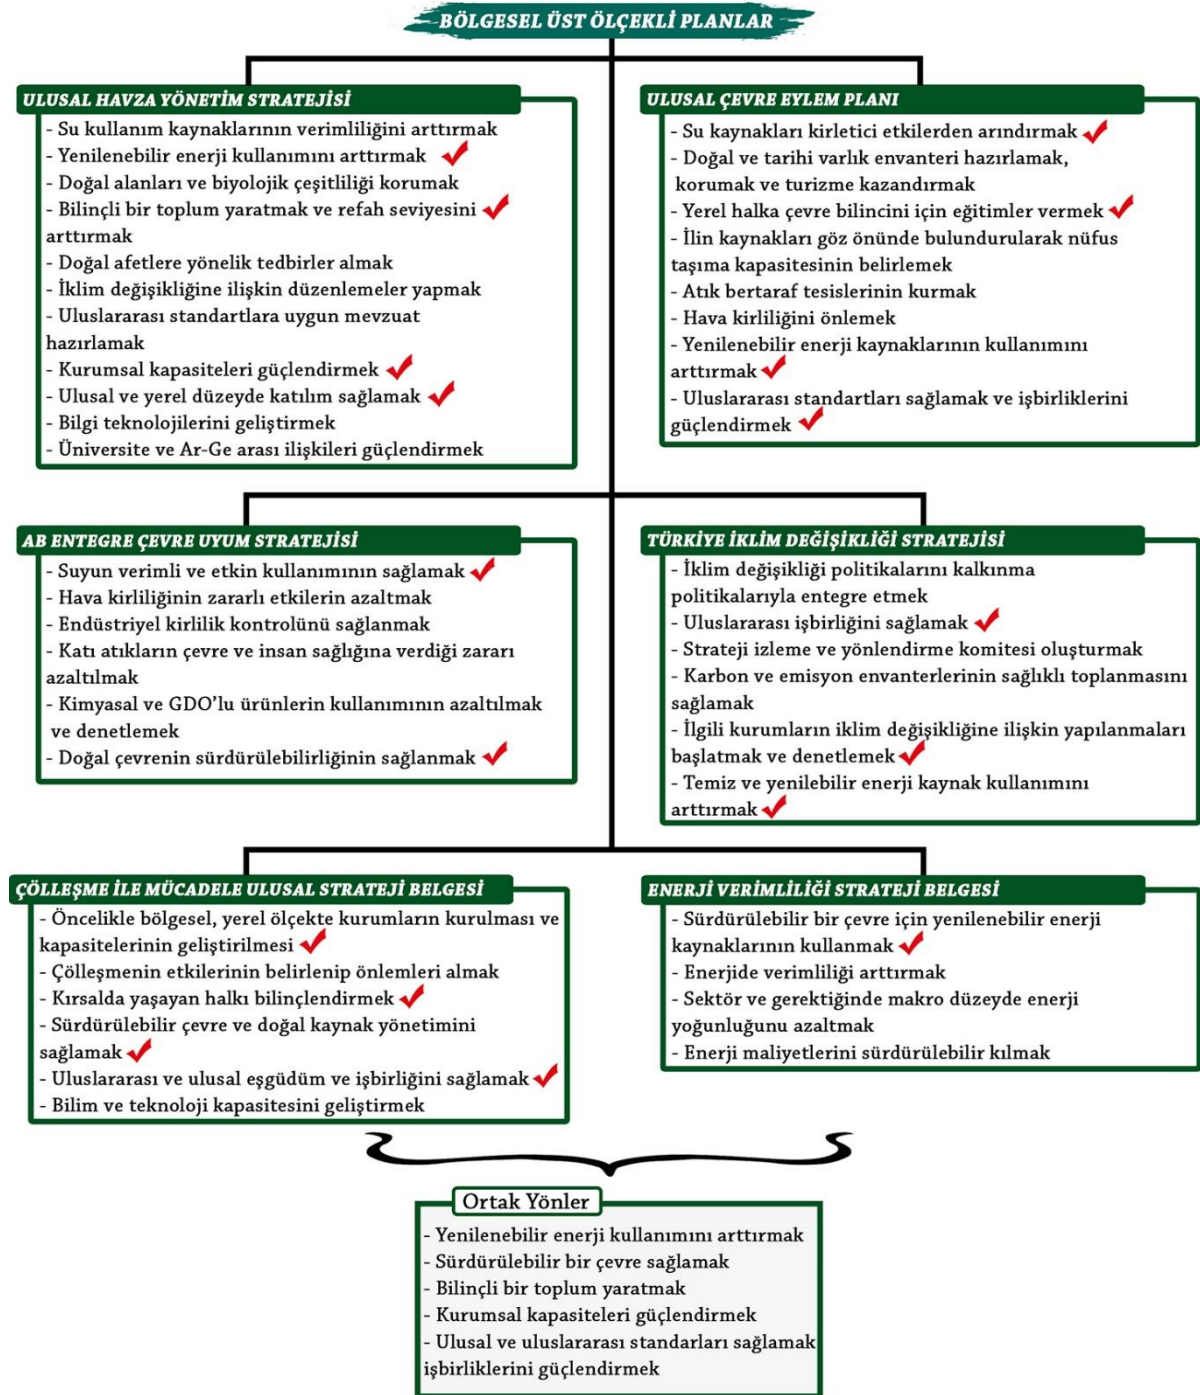 BÖLGESEL ÜST ÖLÇEKLİ PLANLAR
ULUSAL HAVZA YÖNETİM STRATEJİSİ
- Su kullanım kaynaklarının verimliliğini arttırmak
- Yenilenebilir enerji kullanımını arttırmak
- Doğal alanları ve biyolojik çeşitliliği korumak
- Bilinçli bir toplum yaratmak ve refah seviyesini
arttırmak
- Doğal afetlere yönelik tedbirler almak
- İklim değişikliğine ilişkin düzenlemeler yapmak
- Uluslararası standartlara uygun mevzuat
hazırlamak
- Kurumsal kapasiteleri güçlendirmek
- Ulusal ve yerel düzeyde katılım sağlamak
- Bilgi teknolojilerini geliştirmek
- Üniversite ve Ar-Ge arası ilişkileri güçlendirmek
ULUSAL ÇEVRE EYLEM PLANI
- Su kaynakları kirletici etkilerden arındırmak
- Doğal ve tarihi varlık envanteri hazırlamak,
korumak ve turizme kazandırmak
- Yerel halka çevre bilincini için eğitimler vermek
- İlin kaynakları göz önünde bulundurularak nüfus
taşıma kapasitesinin belirlemek
- Atık bertaraf tesislerinin kurmak
- Hava kirliliğini önlemek
- Yenilenebilir enerji kaynaklarının kullanımını
arttırmak
- Uluslararası standartları sağlamak ve işbirliklerini
güçlendirmek
AB ENTEGRE ÇEVRE UYUM STRATEJİSİ
- Suyun verimli ve etkin kullanımının sağlamak
- Hava kirliliğinin zararlı etkilerin azaltmak
- Endüstriyel kirlilik kontrolünü sağlanmak
- Katı atıkların çevre ve insan sağlığına verdiği zararı
azaltılmak
- Kimyasal ve GDO'lu ürünlerin kullanımının azaltılmak
ve denetlemek
- Doğal çevrenin sürdürülebilirliğinin sağlanmak
TÜRKİYE İKLİM DEĞİŞİKLİĞİ STRATEJİSİ
- İklim değişikliği politikalarını kalkınma
politikalarıyla entegre etmek
- Uluslararası işbirliğini sağlamak
- Strateji izleme ve yönlendirme komitesi oluşturmak
- Karbon ve emisyon envanterlerinin sağlıklı toplanmasını
sağlamak
- İlgili kurumların iklim değişikliğine ilişkin yapılanmaları
başlatmak ve denetlemek
- Temiz ve yenilebilir enerji kaynak kullanımını
arttırmak
ÇÖLLEŞME İLE MÜCADELE ULUSAL STRATEJİ BELGESİ
- Öncelikle bölgesel, yerel ölçekte kurumların kurulması ve
kapasitelerinin geliştirilmesi
- Çölleşmenin etkilerinin belirlenip önlemleri almak
- Kırsalda yaşayan halkı bilinçlendirmek
- Sürdürülebilir çevre ve doğal kaynak yönetimini
sağlamak
- Uluslararası ve ulusal eşgüdüm ve işbirliğini sağlamak
- Bilim ve teknoloji kapasitesini geliştirmek
ENERJİ VERİMLİLİĞİ STRATEJİ BELGESİ
- Sürdürülebilir bir çevre için yenilenebilir enerji
kaynaklarının kullanmak
- Enerjide verimliliği arttırmak
- Sektör ve gerektiğinde makro düzeyde enerji
yoğunluğunu azaltmak
- Enerji maliyetlerini sürdürülebilir kılmak
Ortak Yönler
- Yenilenebilir enerji kullanımını arttırmak
- Sürdürülebilir bir çevre sağlamak
- Bilinçli bir toplum yaratmak
- Kurumsal kapasiteleri güçlendirmek
- Ulusal ve uluslararası standarları sağlamak
işbirliklerini güçlendirmek